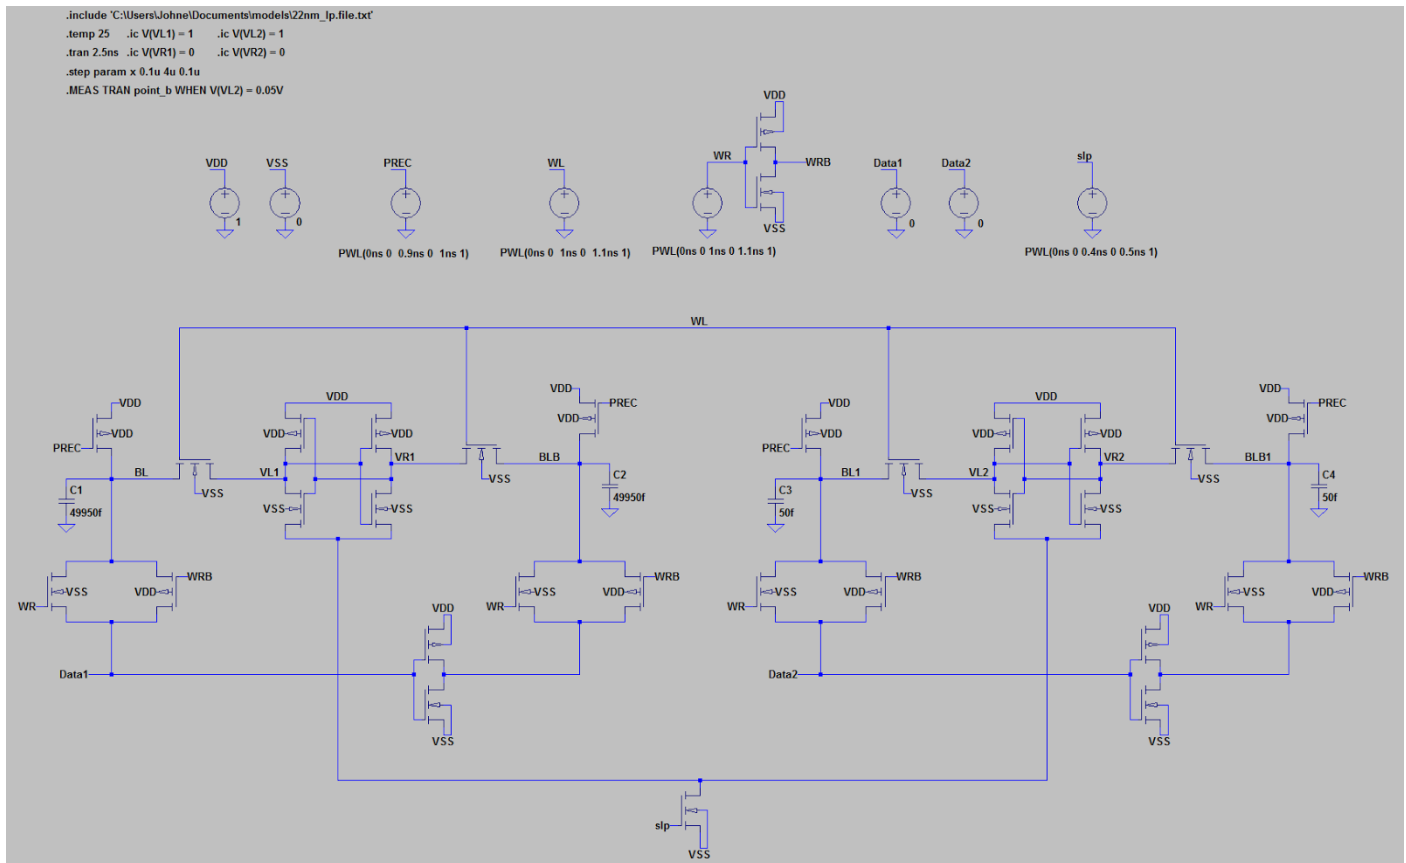 .include 'C:\Users\Johne\Documents\models\22nm_lp.file.txt'
.temp 25 .ic V(VL1) = 1 .ic V(VL2) = 1
.tran 2.5ns .ic V(VR1) = 0 .ic V(VR2) = 0
.step param x 0.1u 4u 0.1u
.MEAS TRAN point_b WHEN V(VL2) = 0.05V
VDD
VDD VSS PREC WL WR WRB Data1 Data2 slp
1 0 0 0
VSS
PWL(0ns 0 0.9ns 0 1ns 1) PWL(0ns 0 1ns 0 1.1ns 1) PWL(0ns 0 1ns 0 1.1ns 1) PWL(0ns 0 0.4ns 0 0.5ns 1)
WL
VDD VDD
VDD VDD PREC VDD VDD PREC
VDD VDD
VDD VDD VDD VDD VDD VDD VDD VDD
PREC PREC
VR1 BLB VR2 BLB1
BL VL1 BL1 VL2
C1 VSS VSS C2 C3 VSS VSS C4
49950f 49950f 50f 50f
VSS VSS VSS VSS
WRB WRB WRB WRB
VSS VDD VSS VDD VSS VDD VSS VDD
WR WR WR WR
VDD VDD
Data1 Data2
VSS VSS
slp
VSS